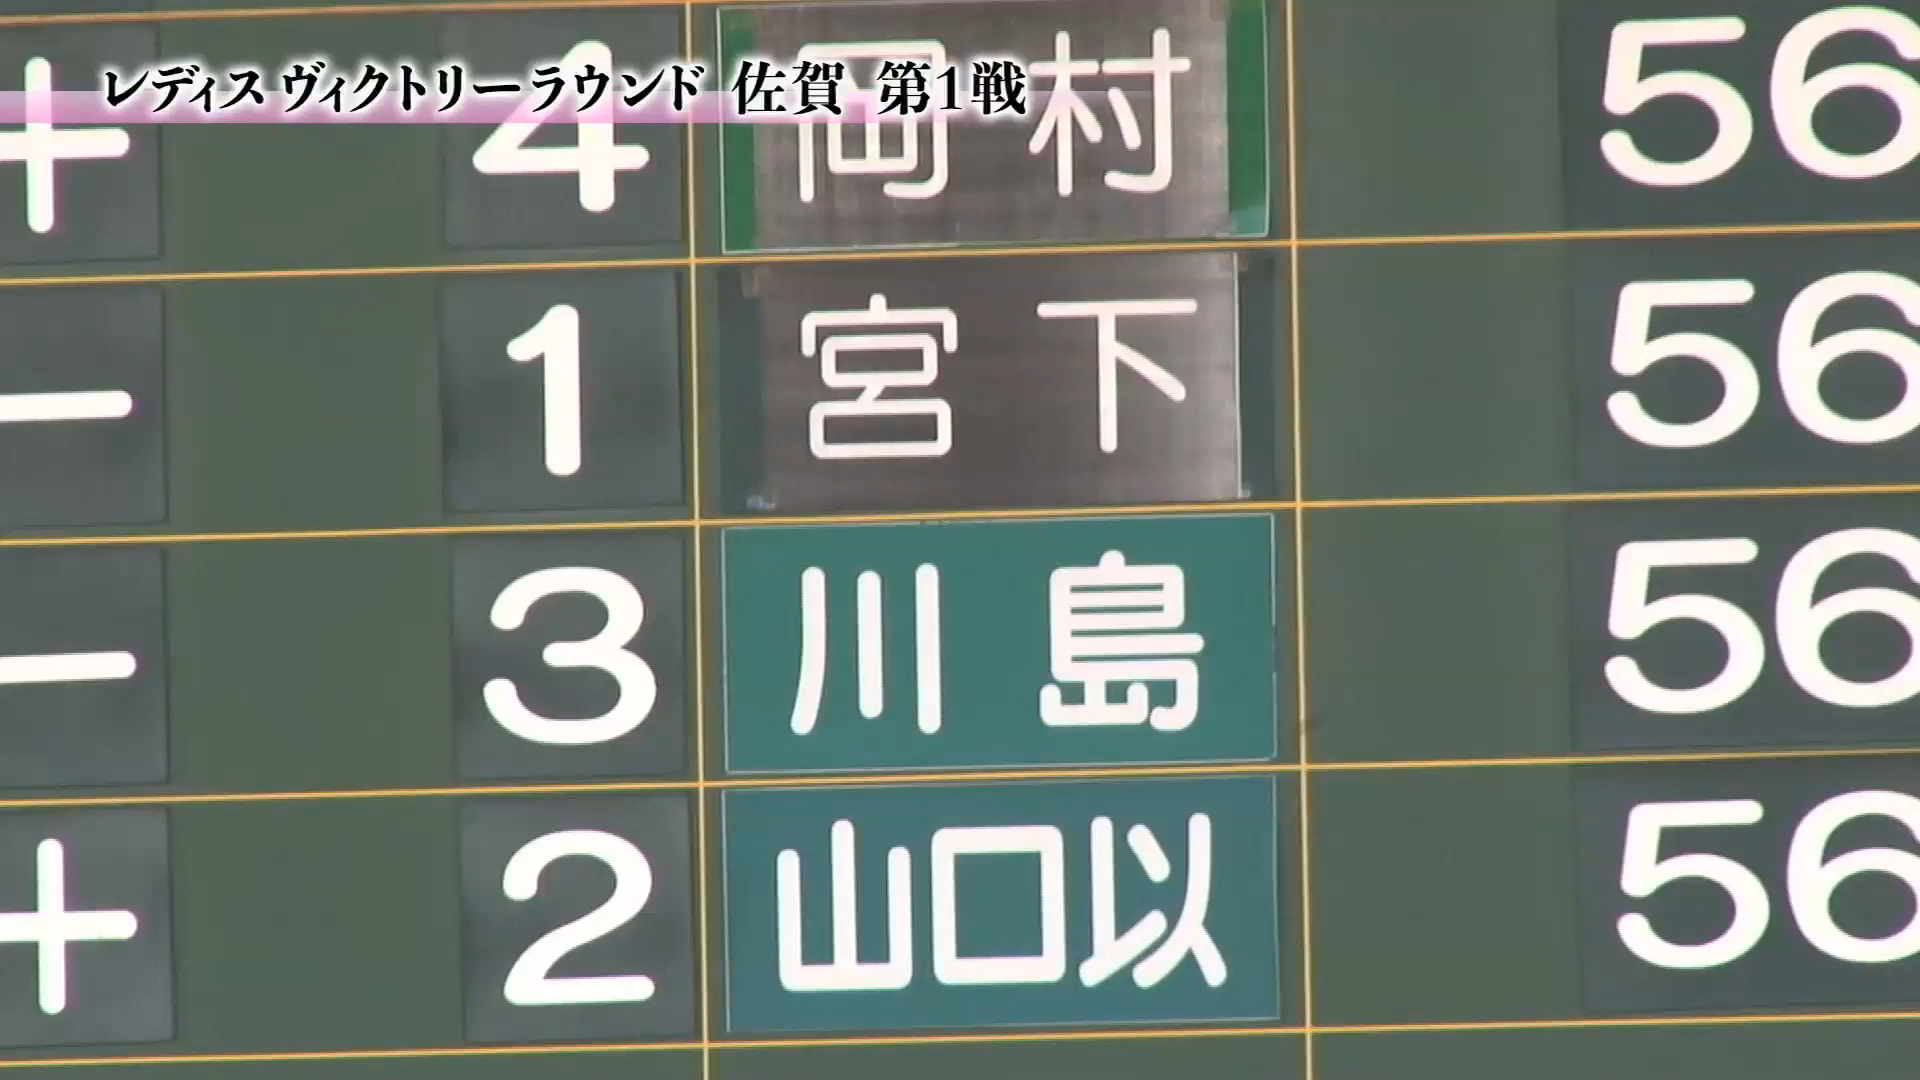 レディスヴィクトリーラウンド 佐賀 第1戦
+ 4 岡村 56
− 1 宮下 56
− 3 川島 56
+ 2 山口以 56